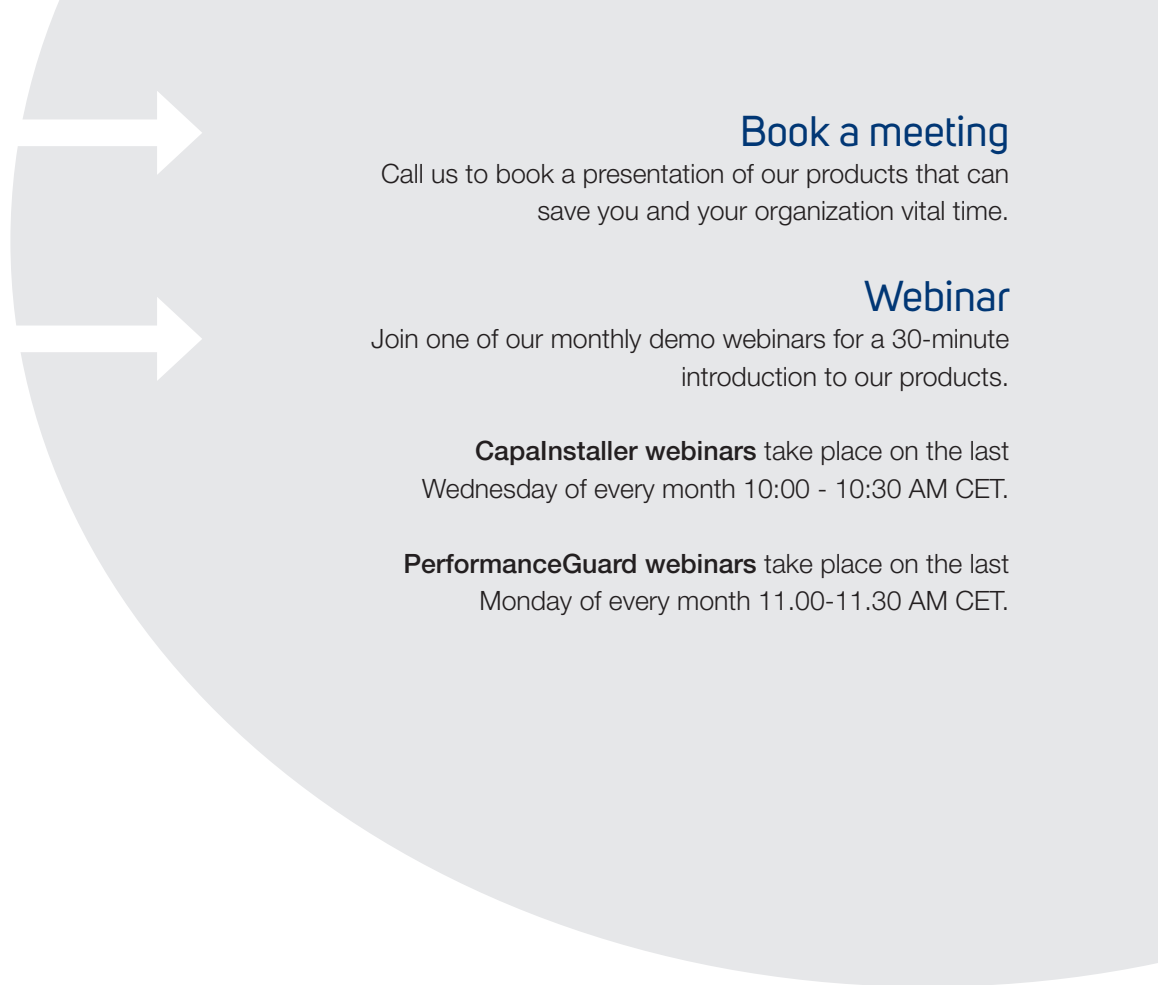 Book a meeting
Call us to book a presentation of our products that can
save you and your organization vital time.
Webinar
Join one of our monthly demo webinars for a 30-minute
introduction to our products.
CapaInstaller webinars take place on the last
Wednesday of every month 10:00 - 10:30 AM CET.
PerformanceGuard webinars take place on the last
Monday of every month 11.00-11.30 AM CET.